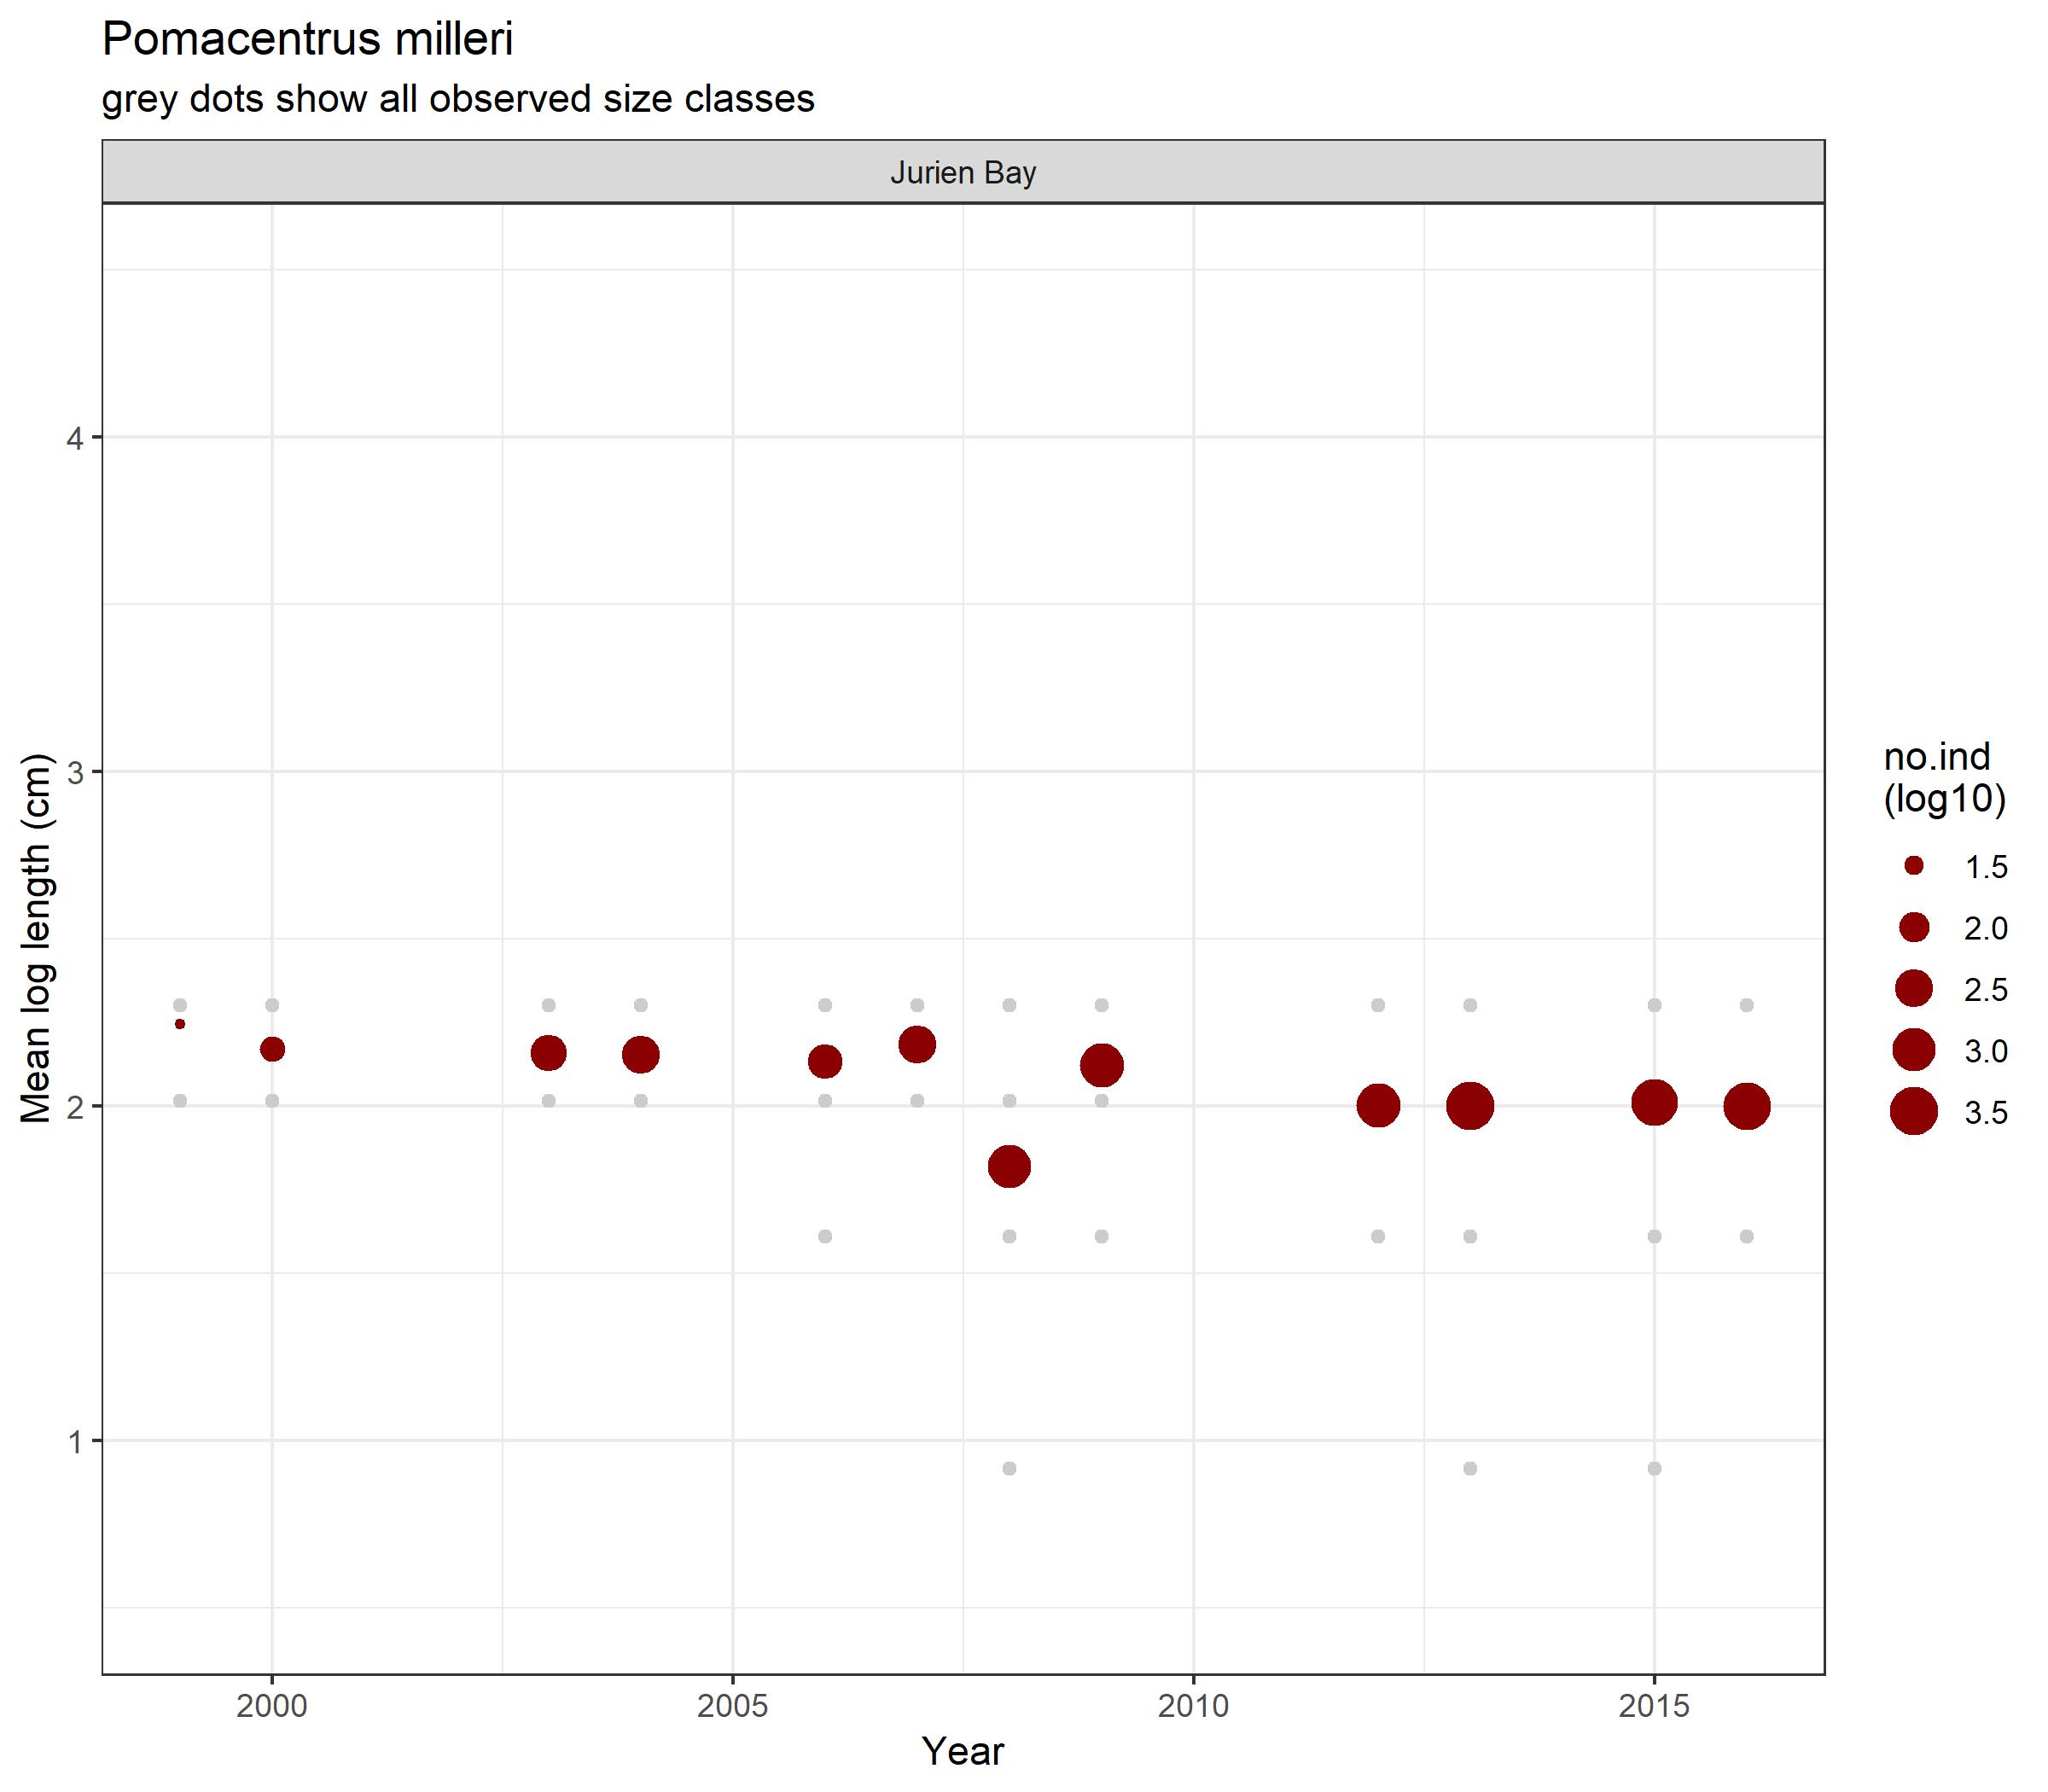 Pomacentrus milleri
grey dots show all observed size classes
Jurien Bay
Mean log length (cm)
4
3
2
1
2000 2005 2010 2015
Year
no.ind
(log10)
1.5
2.0
2.5
3.0
3.5